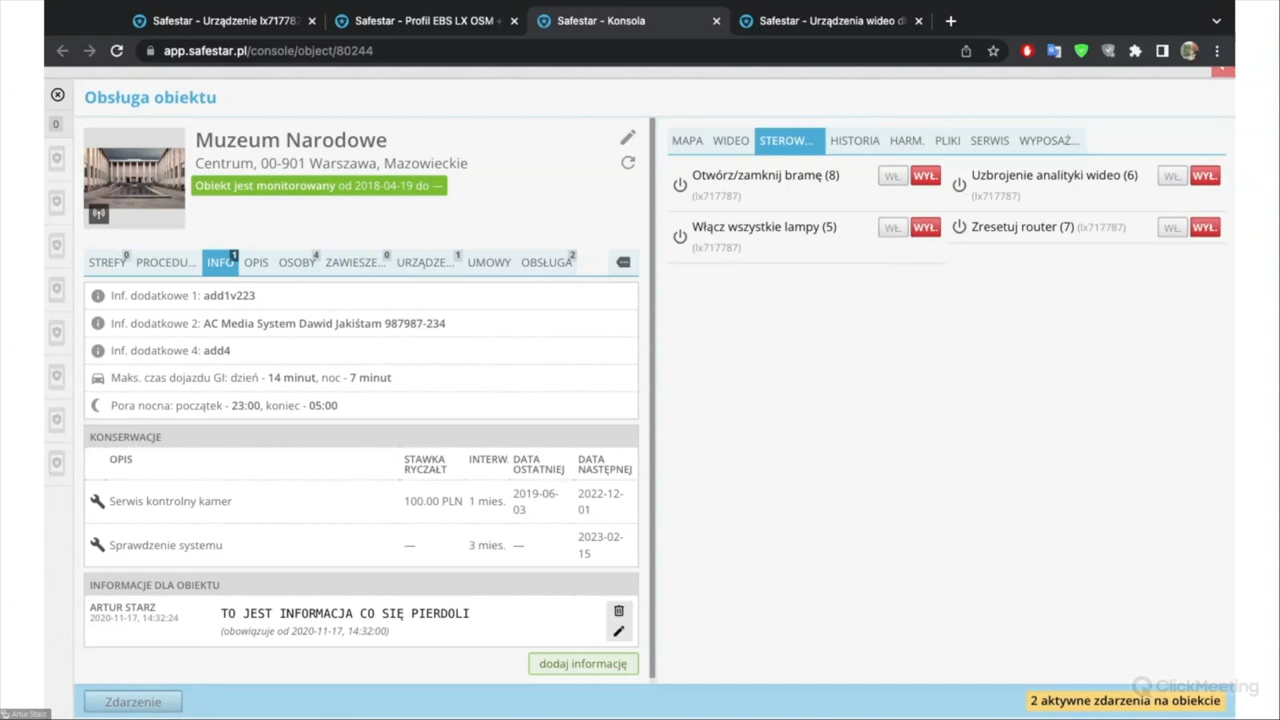 Safestar - Urządzenie lx71778
Safestar - Profil EBS LX OSM +
Safestar - Konsola
Safestar - Urządzenia wideo d
app.safestar.pl/console/object/80244
Obsługa obiektu
0
Muzeum Narodowe
Centrum, 00-901 Warszawa, Mazowieckie
Obiekt jest monitorowany od 2018-04-19 do —
STREFY 0 PROCEDU... INFO 1 OPIS OSOBY 4 ZAWIESZE... 0 URZĄDZE... 1 UMOWY OBSŁUGA 2
Inf. dodatkowe 1: add1v223
Inf. dodatkowe 2: AC Media System Dawid Jakiśtam 987987-234
Inf. dodatkowe 4: add4
Maks. czas dojazdu GI: dzień - 14 minut, noc - 7 minut
Pora nocna: początek - 23:00, koniec - 05:00
KONSERWACJE
OPIS STAWKA RYCZAŁT INTERW. DATA OSTATNIEJ DATA NASTĘPNEJ
Serwis kontrolny kamer 100.00 PLN 1 mies. 2019-06-03 2022-12-01
Sprawdzenie systemu — 3 mies. — 2023-02-15
INFORMACJE DLA OBIEKTU
ARTUR STARZ
2020-11-17, 14:32:24
TO JEST INFORMACJA CO SIĘ PIERDOLI
(obowiązuje od 2020-11-17, 14:32:00)
dodaj informację
Zdarzenie
MAPA WIDEO STEROW... HISTORIA HARM. PLIKI SERWIS WYPOSAŻ...
Otwórz/zamknij bramę (8) WŁ. WYŁ.
(lx717787)
Uzbrojenie analityki wideo (6) WŁ. WYŁ.
(lx717787)
Włącz wszystkie lampy (5) WŁ. WYŁ.
(lx717787)
Zresetuj router (7) (lx717787) WŁ. WYŁ.
2 aktywne zdarzenia na obiekcie
ClickMeeting
Artur Starz